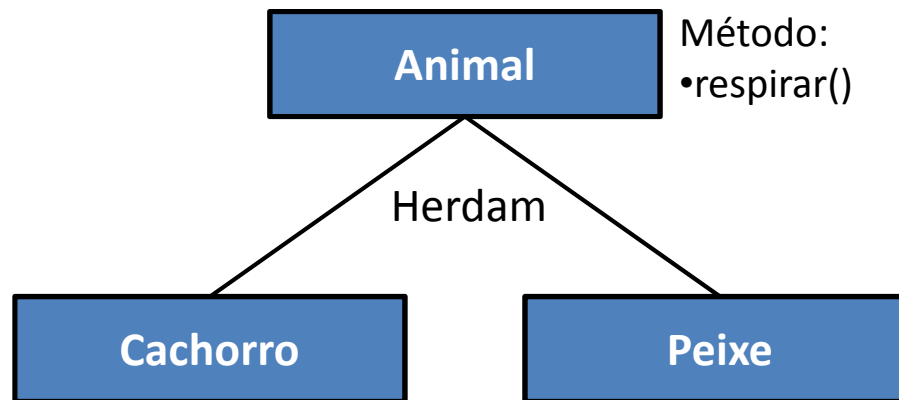 Animal
Método:
•respirar()
Herdam
Cachorro
Peixe